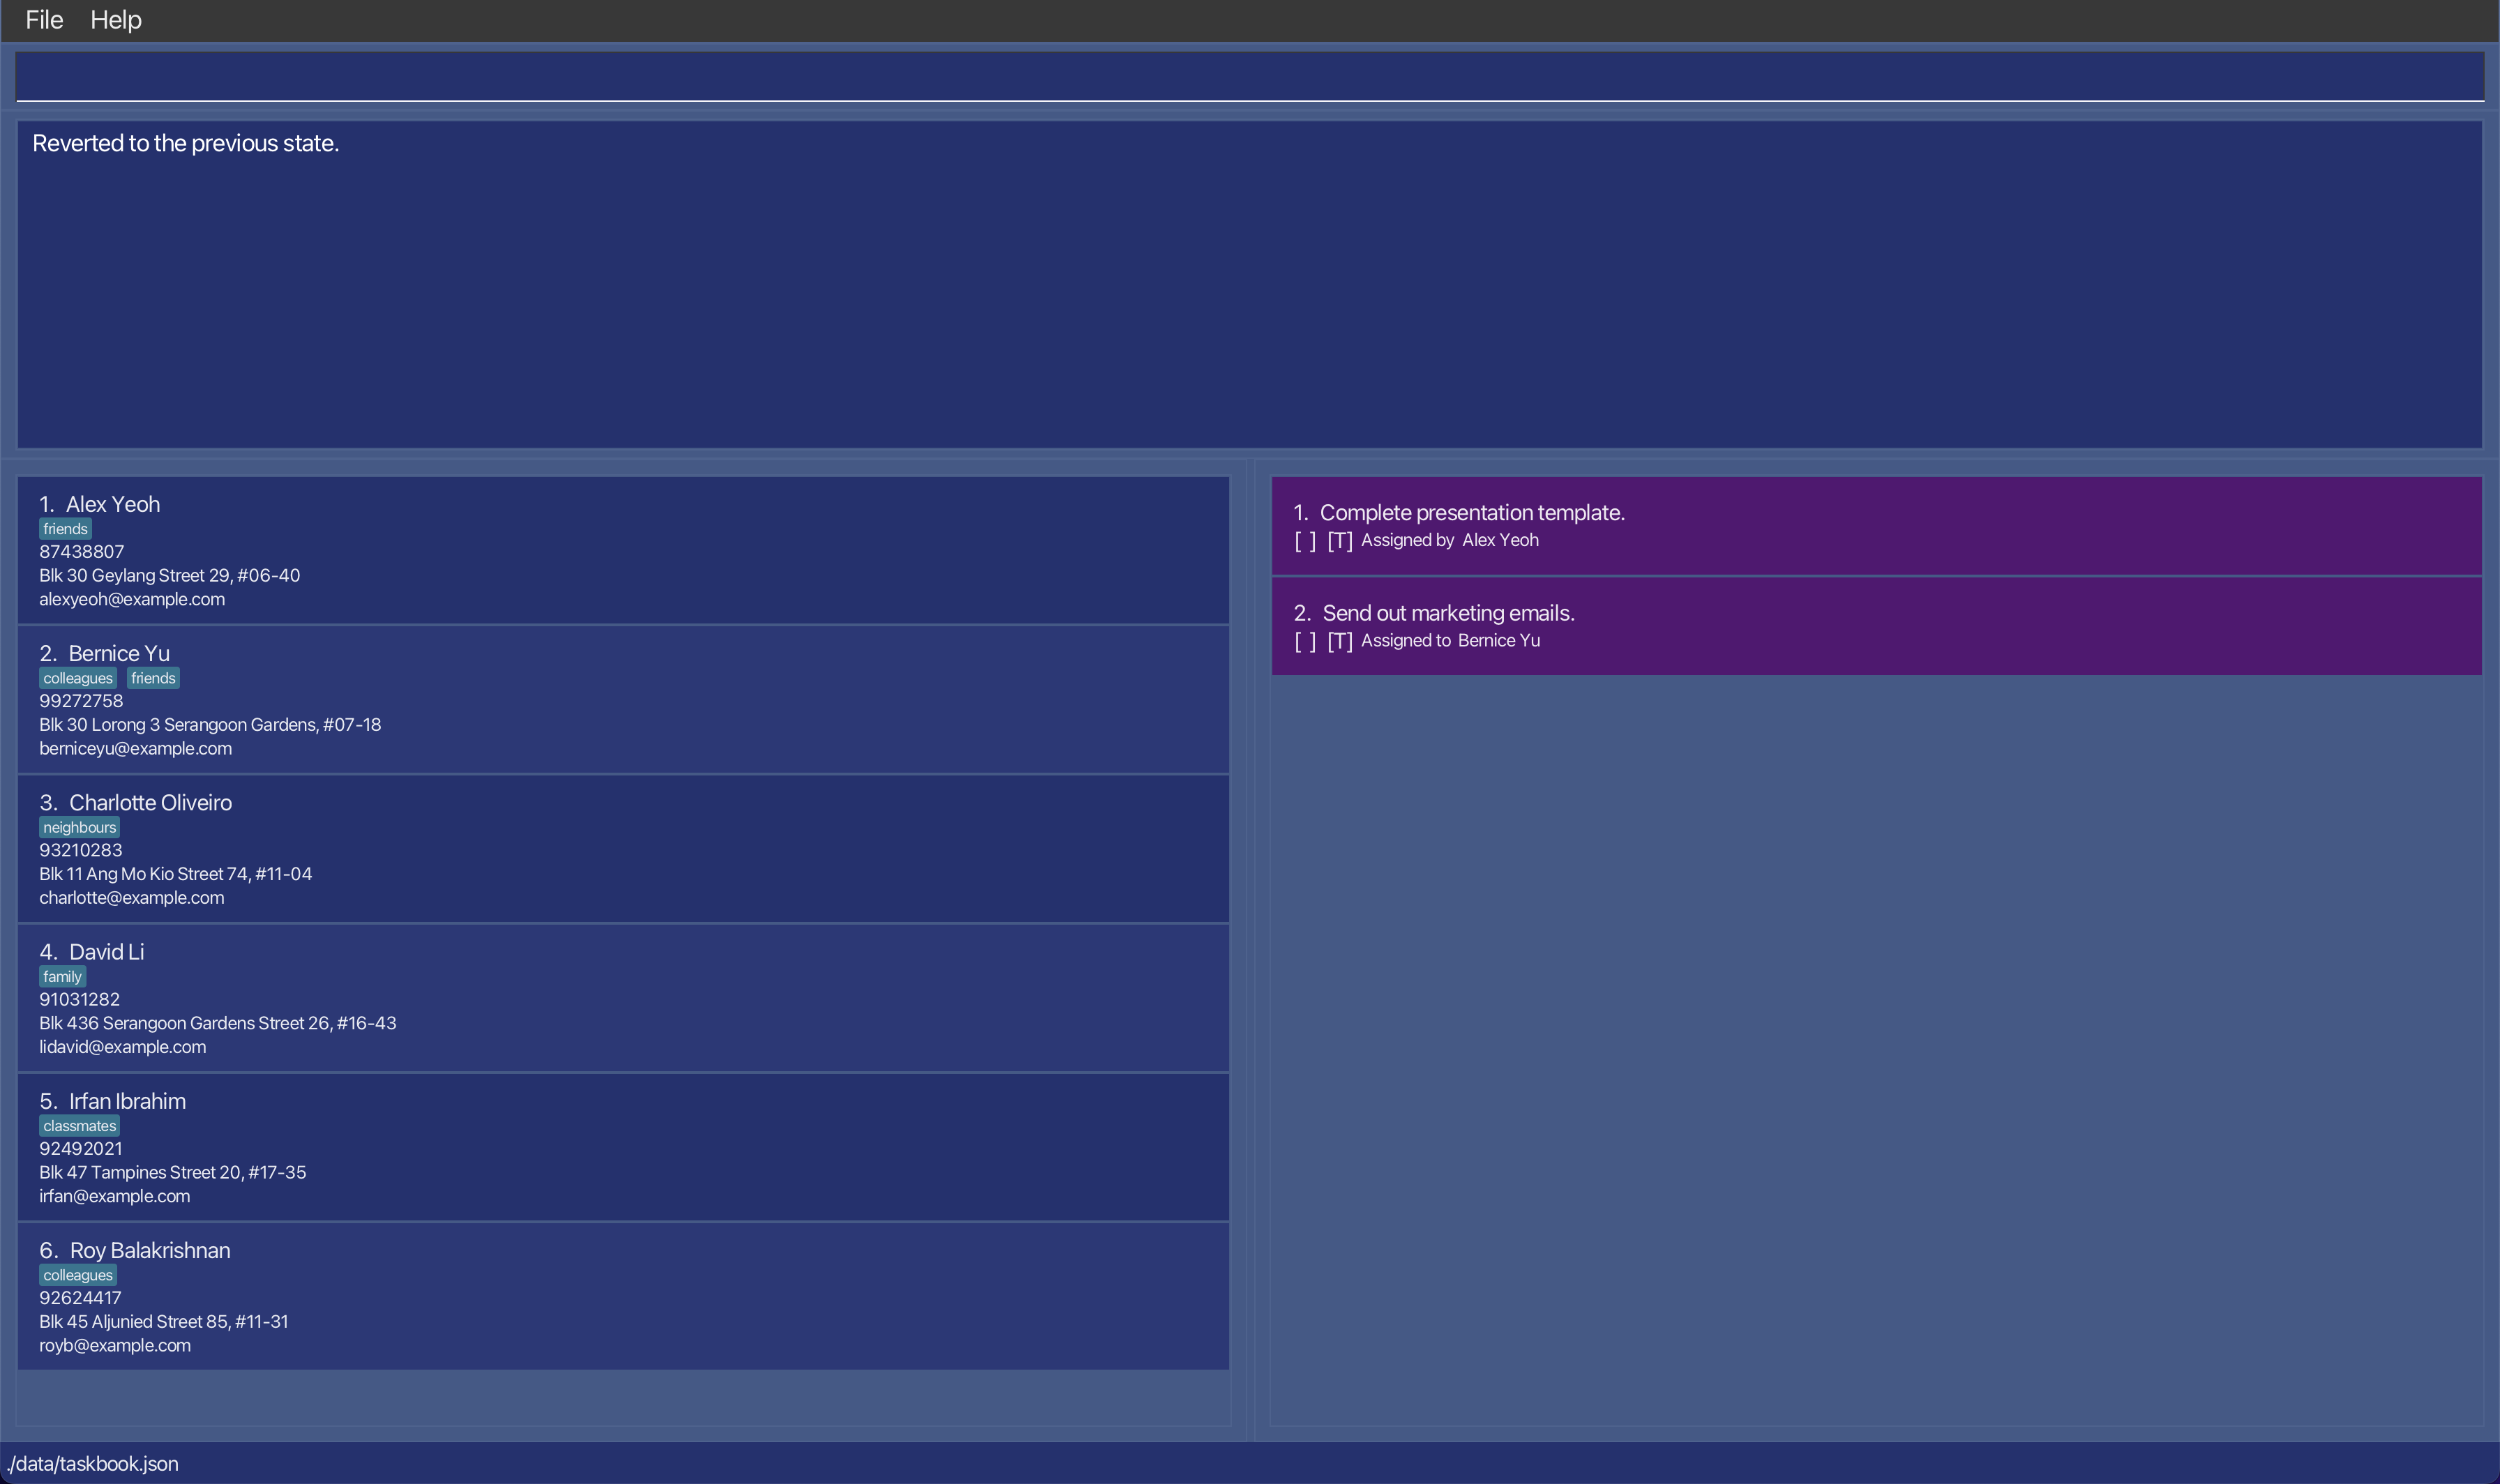 File Help
Reverted to the previous state.
1. Alex Yeoh
friends
87438807
Blk 30 Geylang Street 29, #06-40
alexyeoh@example.com
2. Bernice Yu
colleagues friends
99272758
Blk 30 Lorong 3 Serangoon Gardens, #07-18
berniceyu@example.com
3. Charlotte Oliveiro
neighbours
93210283
Blk 11 Ang Mo Kio Street 74, #11-04
charlotte@example.com
4. David Li
family
91031282
Blk 436 Serangoon Gardens Street 26, #16-43
lidavid@example.com
5. Irfan Ibrahim
classmates
92492021
Blk 47 Tampines Street 20, #17-35
irfan@example.com
6. Roy Balakrishnan
colleagues
92624417
Blk 45 Aljunied Street 85, #11-31
royb@example.com
1. Complete presentation template.
[ ] [T] Assigned by Alex Yeoh
2. Send out marketing emails.
[ ] [T] Assigned to Bernice Yu
./data/taskbook.json